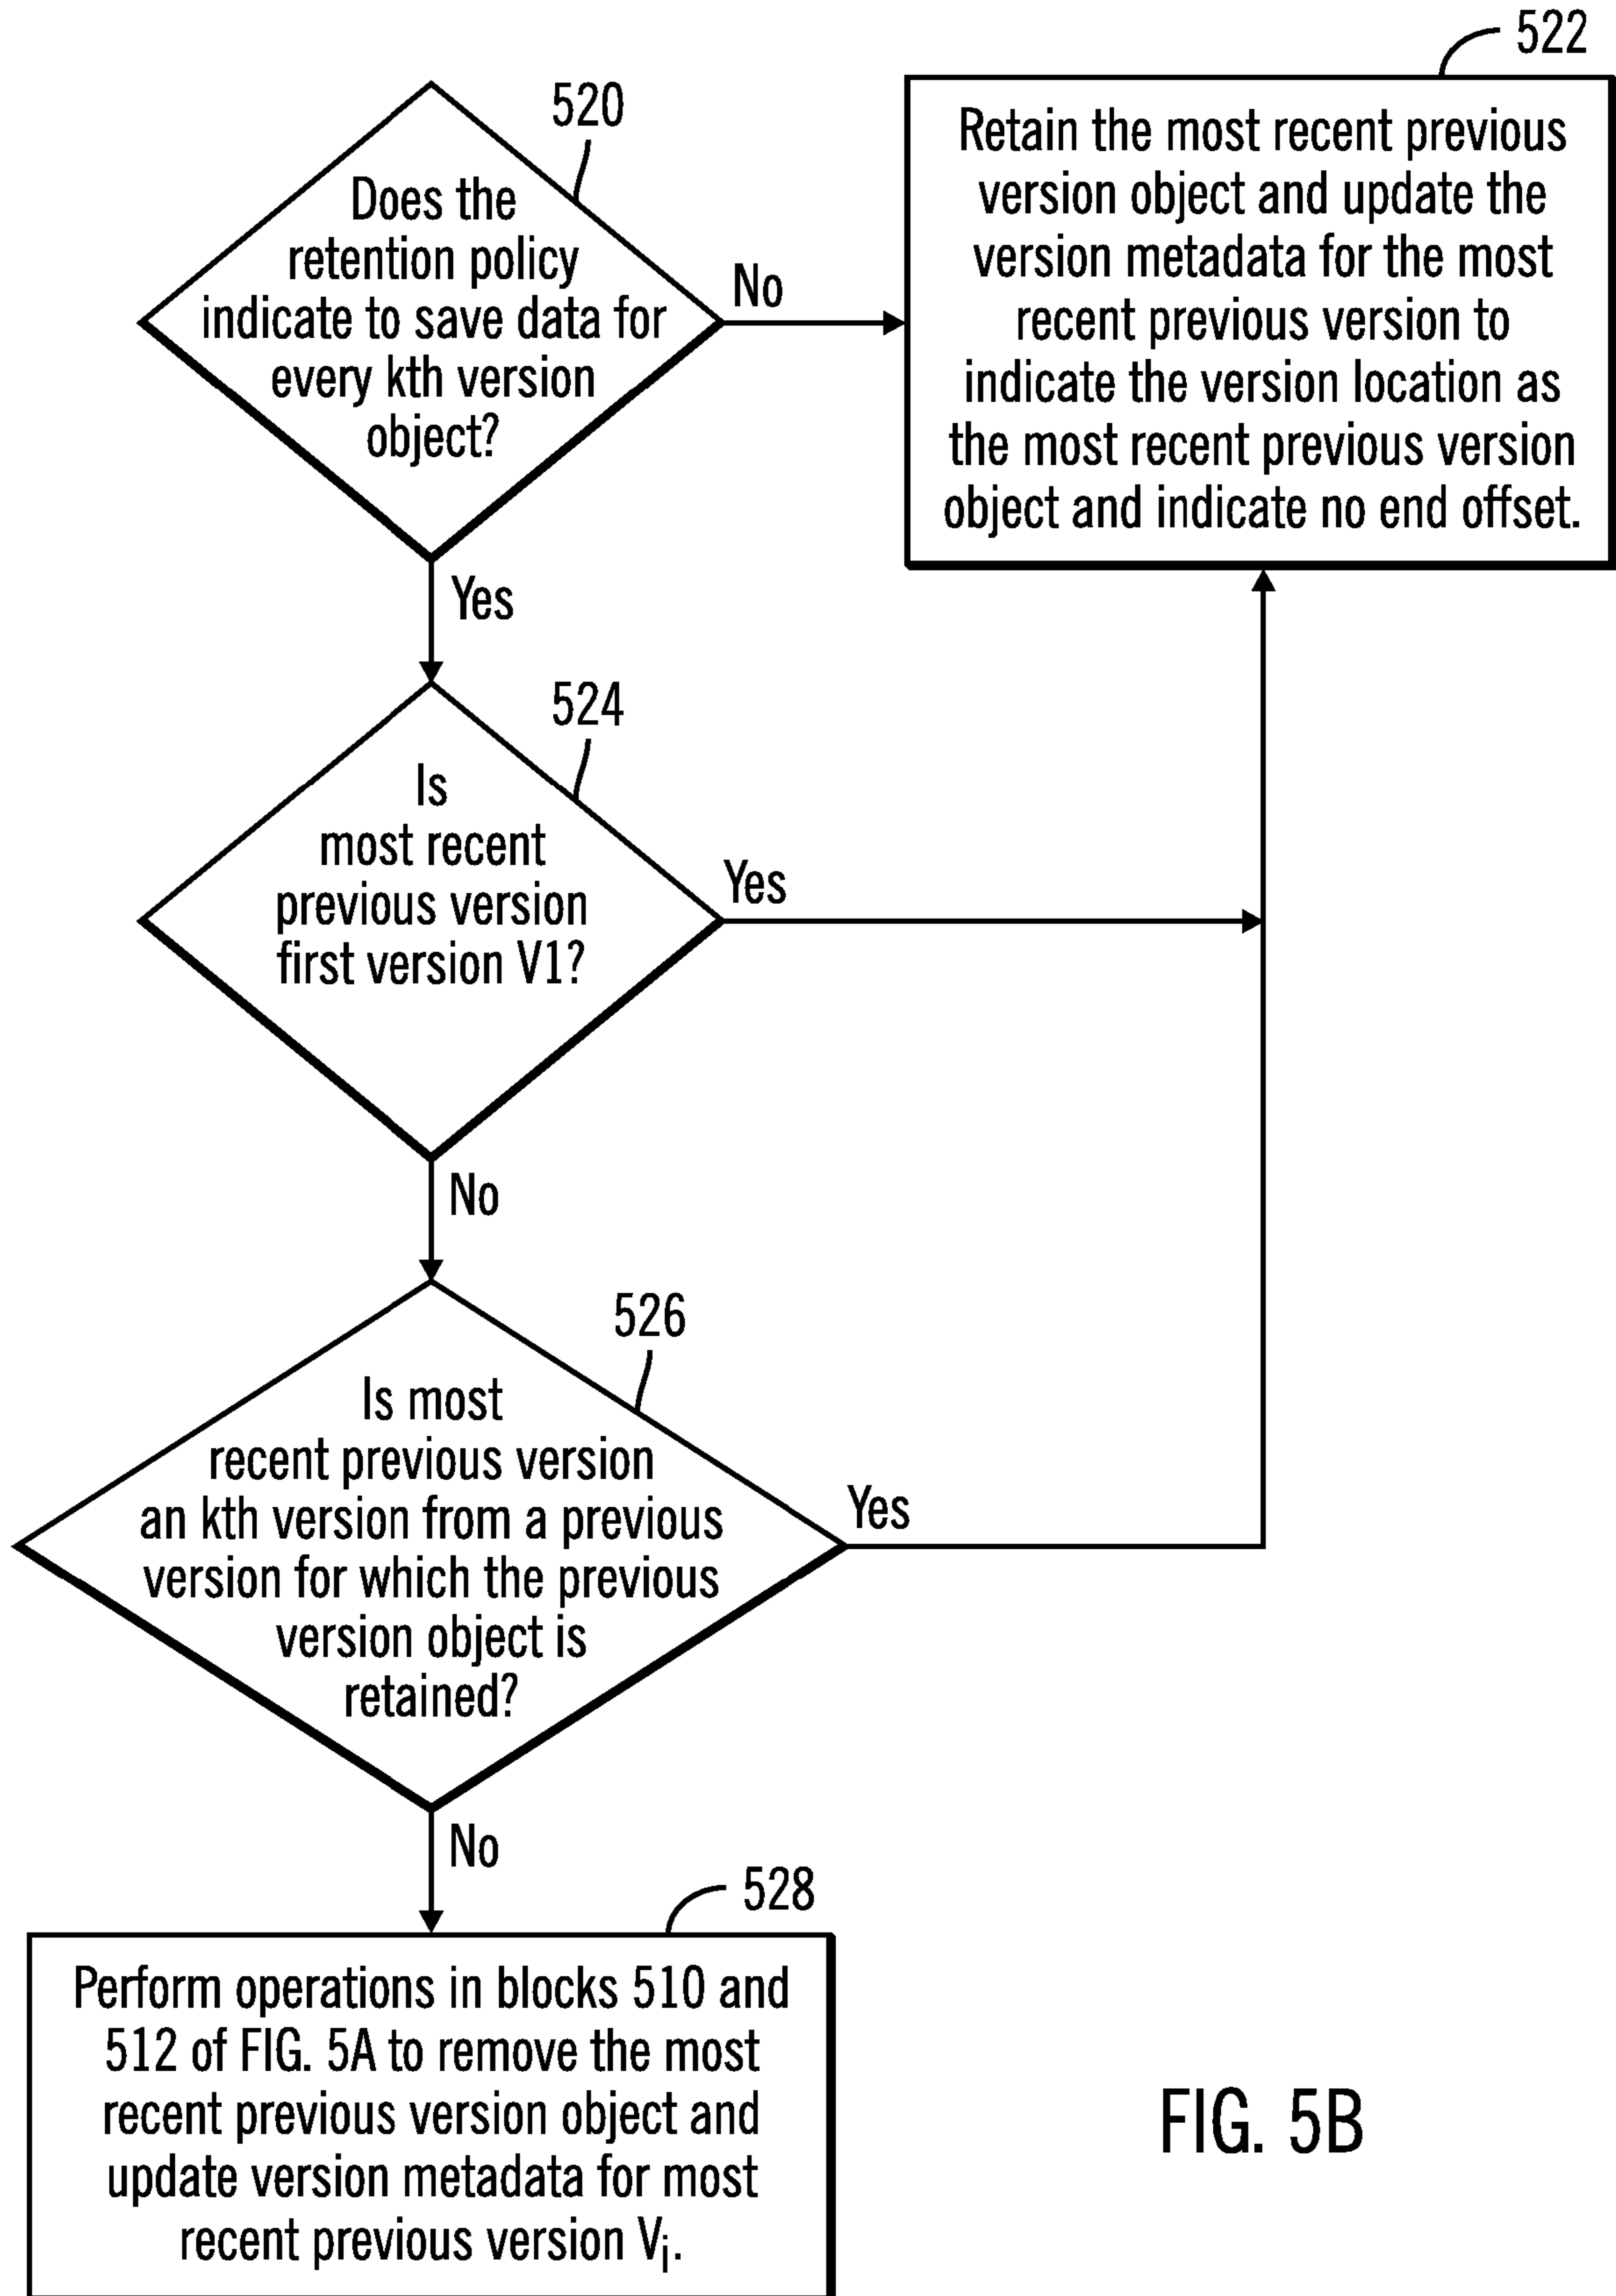 520
Does the
retention policy
indicate to save data for
every kth version
object?
No
Yes
522
Retain the most recent previous
version object and update the
version metadata for the most
recent previous version to
indicate the version location as
the most recent previous version
object and indicate no end offset.
524
Is
most recent
previous version
first version V1?
Yes
No
526
Is most
recent previous version
an kth version from a previous
version for which the previous
version object is
retained?
Yes
No
528
Perform operations in blocks 510 and
512 of FIG. 5A to remove the most
recent previous version object and
update version metadata for most
recent previous version Vi.
FIG. 5B